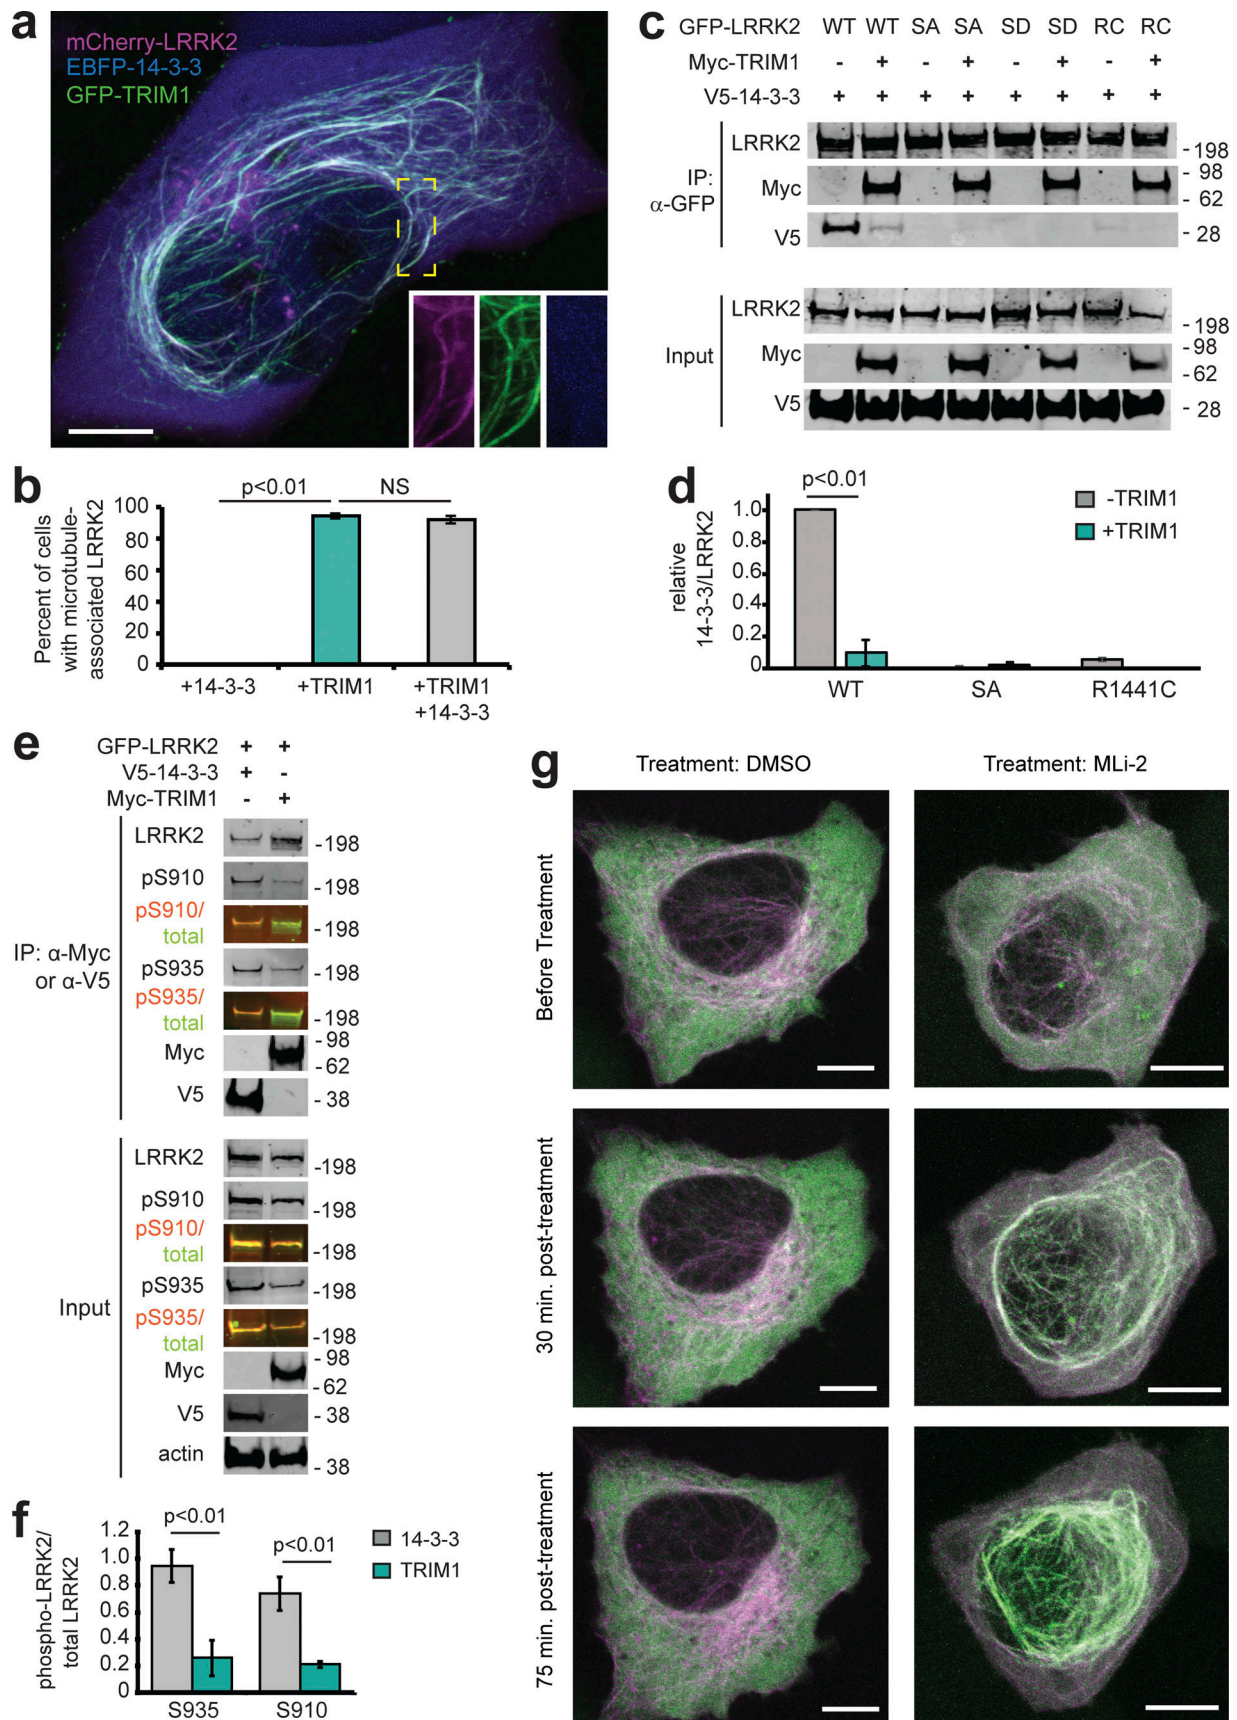 a
mCherry-LRRK2
EBFP-14-3-3
GFP-TRIM1
b
Percent of cells
with microtubule-
associated LRRK2
p<0.01 NS
100
80
60
40
20
0
+14-3-3 +TRIM1 +TRIM1
+14-3-3
c
GFP-LRRK2 WT WT SA SA SD SD RC RC
Myc-TRIM1 - + - + - + - +
V5-14-3-3 + + + + + + + +
IP:
α-GFP
LRRK2 - 198
Myc - 98
- 62
V5 - 28
Input
LRRK2 - 198
Myc - 98
- 62
V5 - 28
d
relative
14-3-3/LRRK2
p<0.01
-TRIM1
+TRIM1
1.0
0.8
0.6
0.4
0.2
0
WT SA R1441C
e
GFP-LRRK2 + +
V5-14-3-3 + -
Myc-TRIM1 - +
IP: α-Myc
or α-V5
LRRK2 -198
pS910 -198
pS910/
total -198
pS935 -198
pS935/
total -198
Myc -98
-62
V5 - 38
Input
LRRK2 -198
pS910 -198
pS910/
total -198
pS935 -198
pS935/
total -198
Myc - 98
- 62
V5 - 38
actin - 38
f
phospho-LRRK2/
total LRRK2
p<0.01
p<0.01
14-3-3
TRIM1
1.2
1.0
0.8
0.6
0.4
0.2
0
S935 S910
g
Treatment: DMSO Treatment: MLi-2
Before Treatment
30 min. post-treatment
75 min. post-treatment